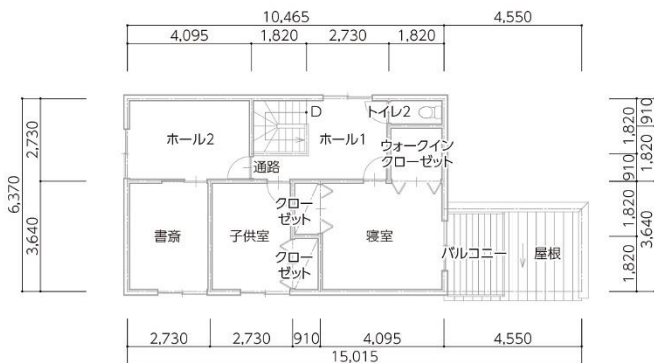 10,465
4,550
4,095
1,820
2,730
1,820
D
トイレ2
ホール2
ホール1
ウォークイン
クローゼット
通路
クロー
ゼット
書斎
子供室
寝室
クロー
ゼット
バルコニー
屋根
6,370
2,730
3,640
1,820
910
910
1,820
1,820
1,820
3,640
2,730
2,730
910
4,095
4,550
15,015